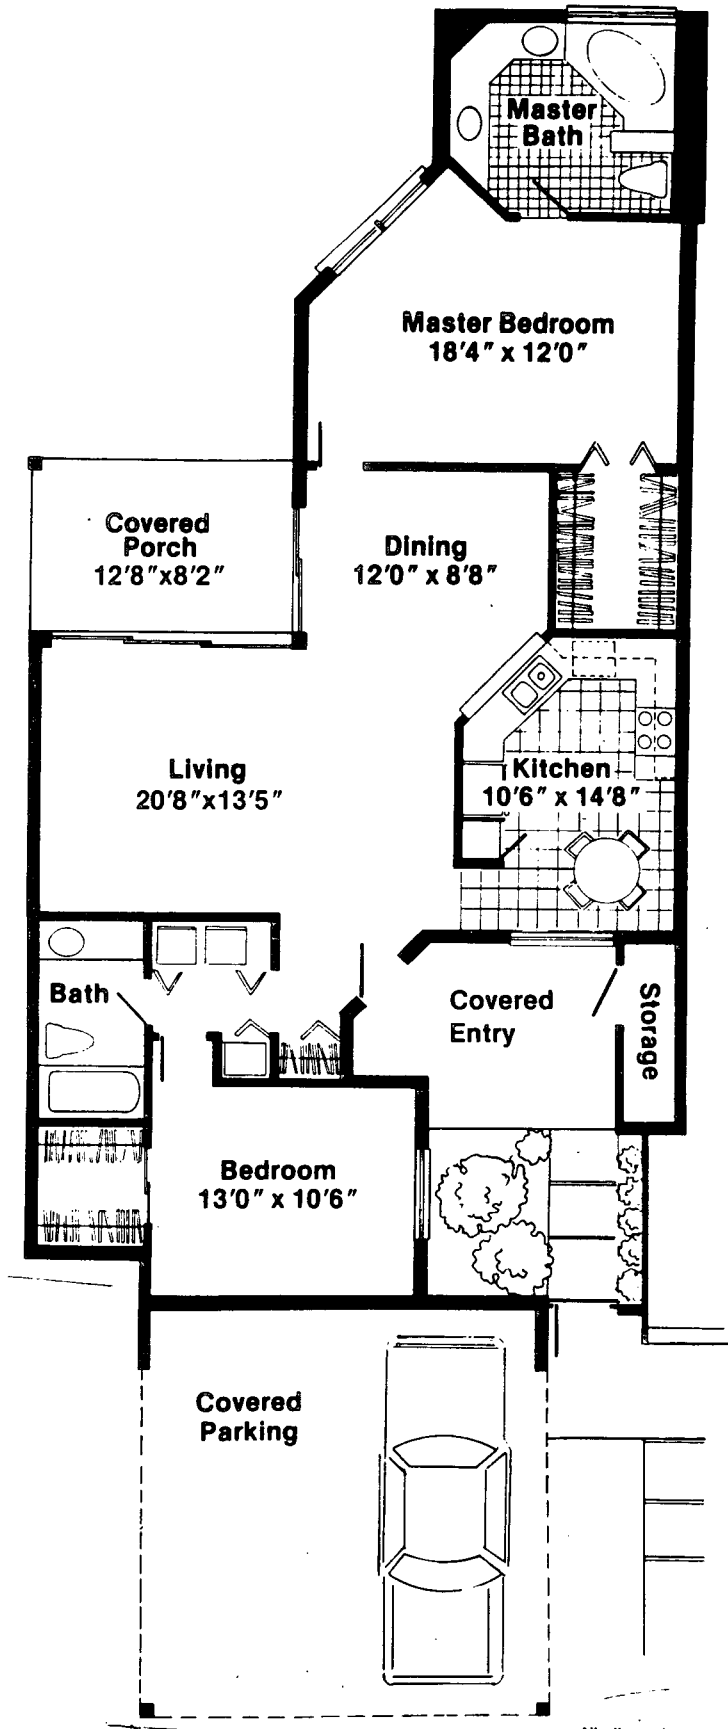 Master
Bath
Master Bedroom
18'4" x 12'0"
Covered
Porch
12'8"x8'2"
Dining
12'0" x 8'8"
Living
20'8"x13'5"
Kitchen
10'6" x 14'8"
Bath
Covered
Entry
Storage
Bedroom
13'0" x 10'6"
Covered
Parking